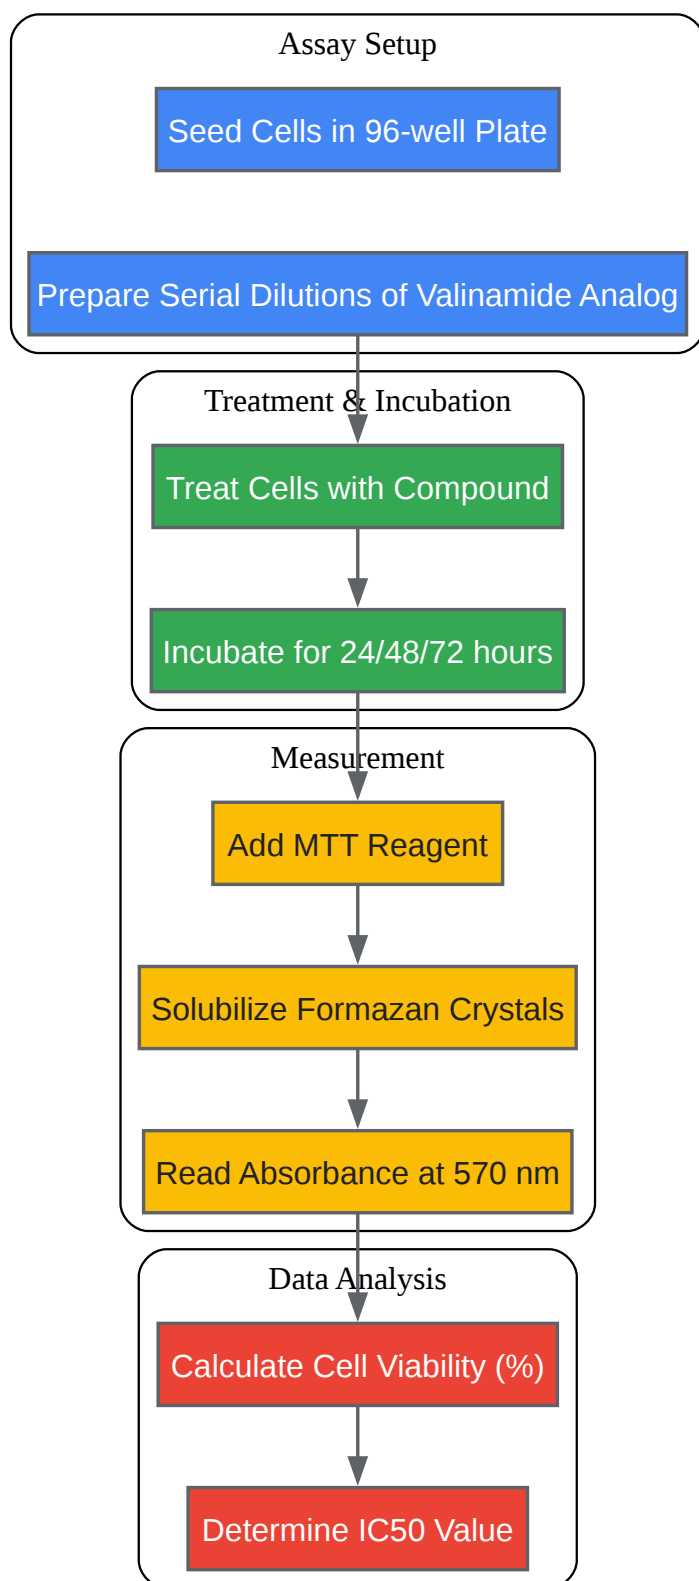 Assay Setup
Seed Cells in 96-well Plate
Prepare Serial Dilutions of Valinamide Analog
Treatment & Incubation
Treat Cells with Compound
Incubate for 24/48/72 hours
Measurement
Add MTT Reagent
Solubilize Formazan Crystals
Read Absorbance at 570 nm
Data Analysis
Calculate Cell Viability (%)
Determine IC50 Value